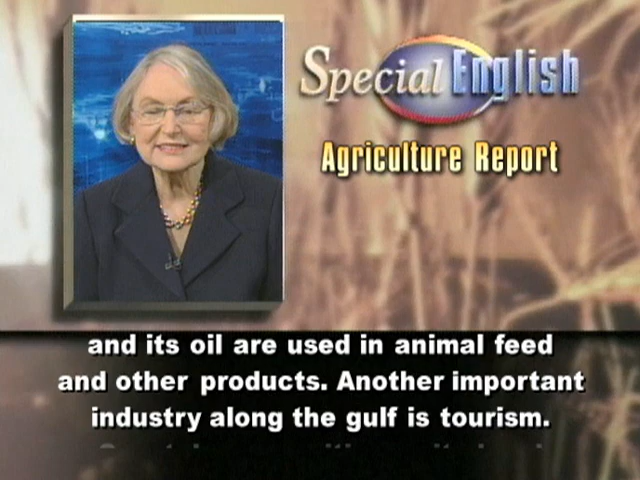 Special English
Agriculture Report
and its oil are used in animal feed
and other products. Another important
industry along the gulf is tourism.